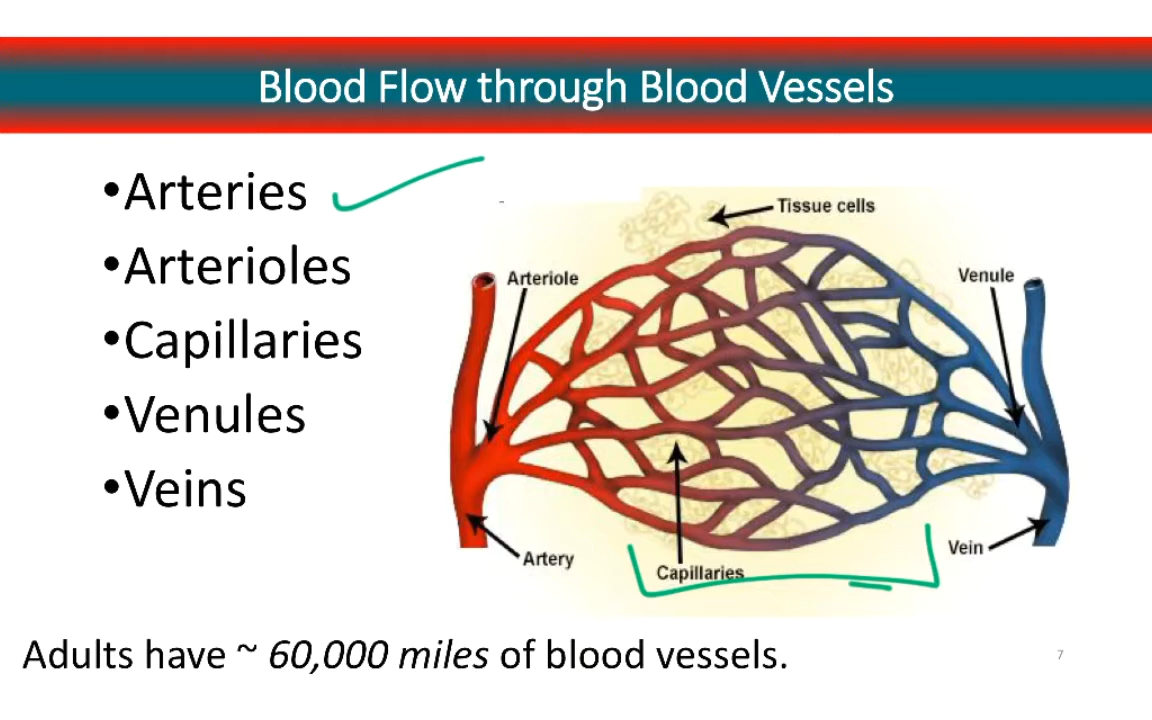 Blood Flow through Blood Vessels
•Arteries
•Arterioles
•Capillaries
•Venules
•Veins
Tissue cells
Arteriole
Venule
Artery
Capillaries
Vein
Adults have ~ 60,000 miles of blood vessels.
7